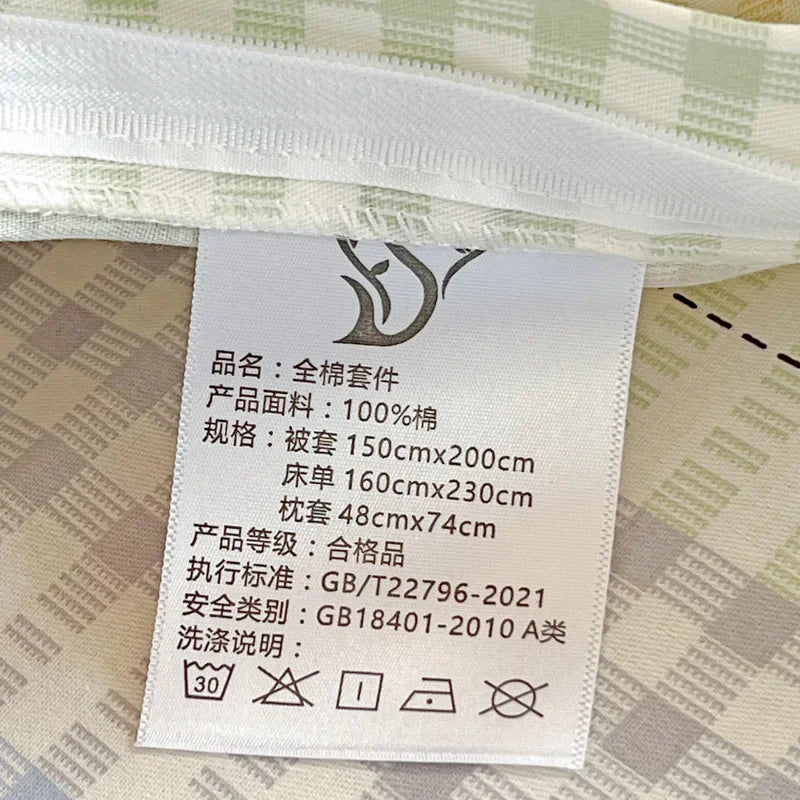 品名：全棉套件
产品面料：100%棉
规格：被套 150cmx200cm
床单 160cmx230cm
枕套 48cmx74cm
产品等级：合格品
执行标准：GB/T22796-2021
安全类别：GB18401-2010 A类
洗涤说明：
30